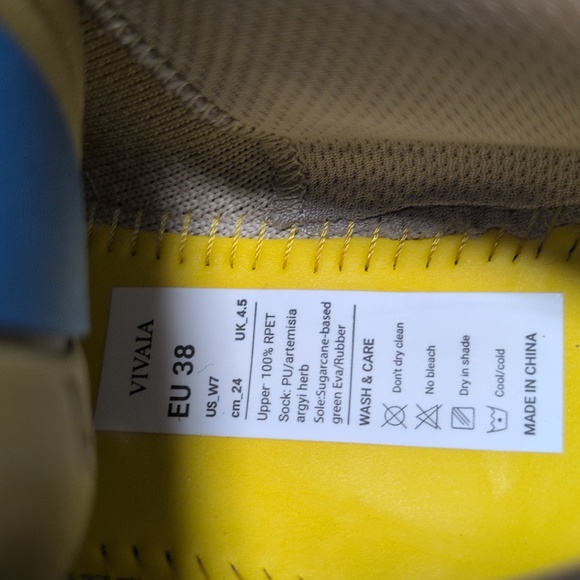 VIVAIA
EU 38
US_W7
cm_24 UK_4.5
Upper 100% RPET
Sock: PU/artemisia
argyi herb
Sole:Sugarcane-based
green Eva/Rubber
WASH & CARE
Don't dry clean
No bleach
Dry in shade
Cool/cold
MADE IN CHINA